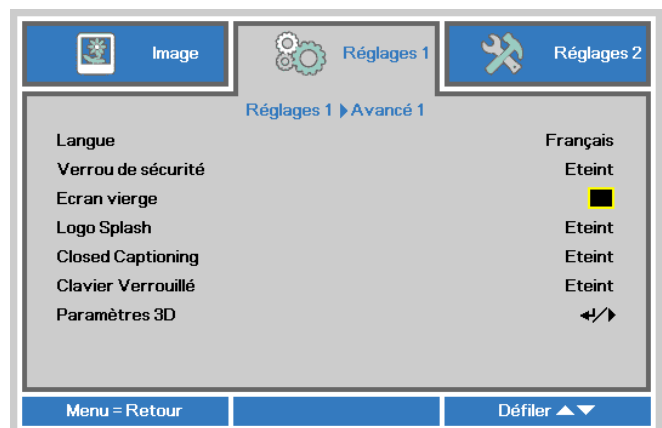 Image Réglages 1 Réglages 2
Réglages 1 ▶ Avancé 1
Langue Français
Verrou de sécurité Eteint
Ecran vierge
Logo Splash Eteint
Closed Captioning Eteint
Clavier Verrouillé Eteint
Paramètres 3D ↵/▶
Menu = Retour Défiler ▲▼